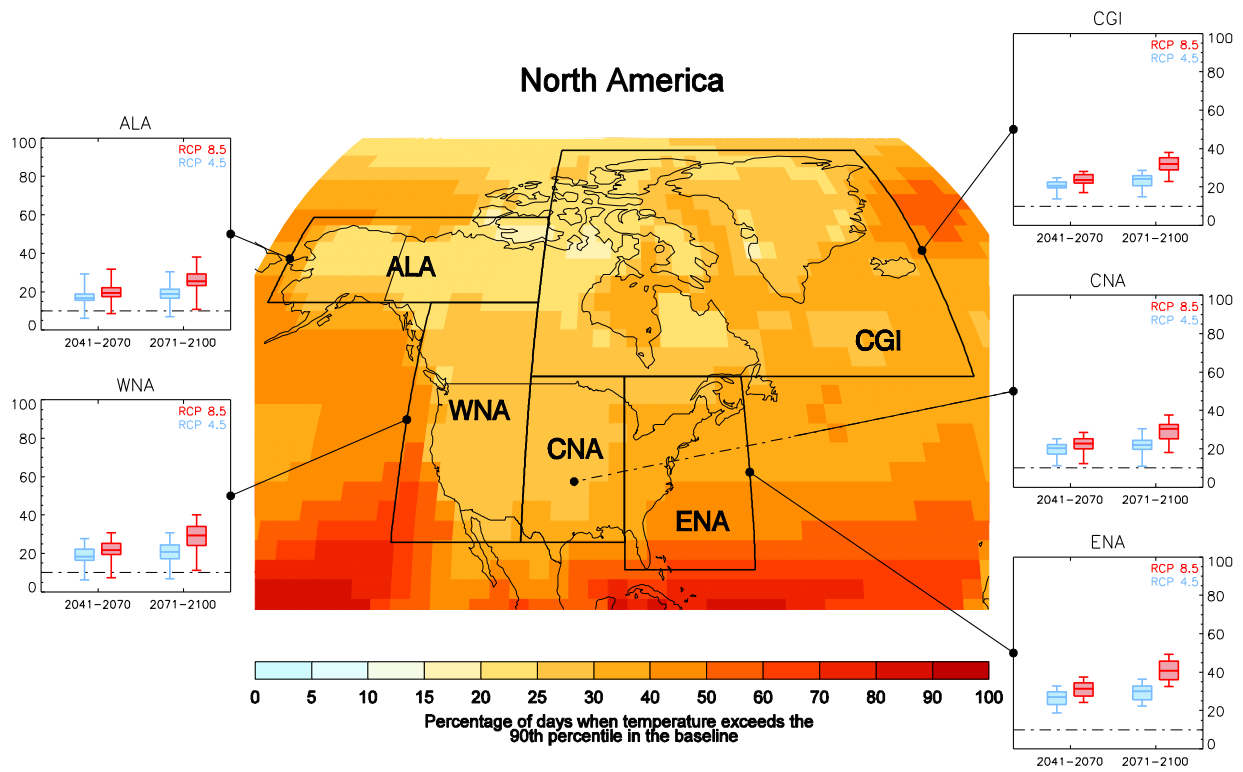 North America
ALA
100
RCP 8.5
RCP 4.5
80
60
40
20
0
2041-2070
2071-2100
WNA
100
RCP 8.5
RCP 4.5
80
60
40
20
0
2041-2070
2071-2100
ALA
WNA
CNA
ENA
CGI
CGI
100
RCP 8.5
RCP 4.5
80
60
40
20
0
2041-2070
2071-2100
CNA
100
RCP 8.5
RCP 4.5
80
60
40
20
0
2041-2070
2071-2100
ENA
100
RCP 8.5
RCP 4.5
80
60
40
20
0
2041-2070
2071-2100
0 5 10 15 20 25 30 40 50 60 70 80 90 100
Percentage of days when temperature exceeds the
90th percentile in the baseline